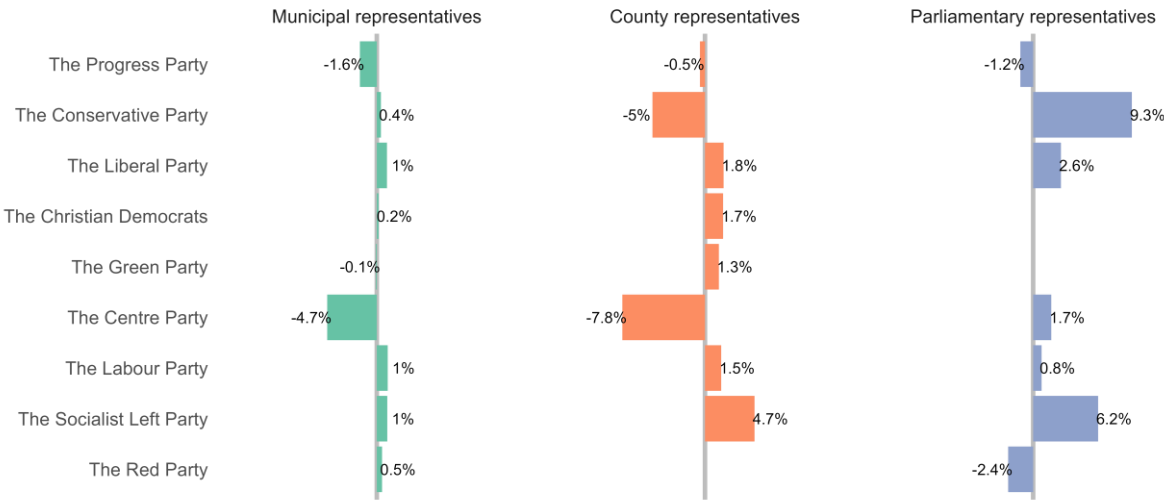 Municipal representatives County representatives Parliamentary representatives
The Progress Party -1.6% -0.5% -1.2%
The Conservative Party 0.4% -5% 9.3%
The Liberal Party 1% 1.8% 2.6%
The Christian Democrats 0.2% 1.7%
The Green Party -0.1% 1.3%
The Centre Party -4.7% -7.8% 1.7%
The Labour Party 1% 1.5% 0.8%
The Socialist Left Party 1% 4.7% 6.2%
The Red Party 0.5% -2.4%